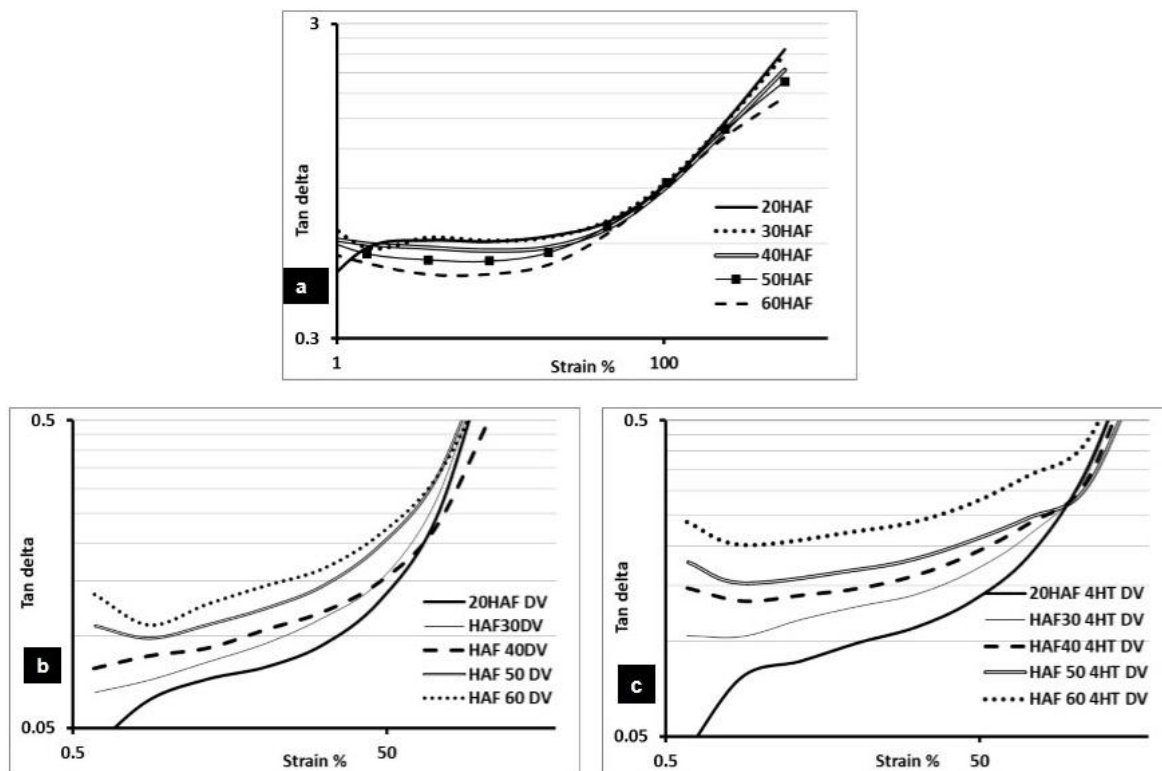 3
Tan delta
20HAF
30HAF
40HAF
50HAF
60HAF
a
0.3
1
Strain %
100
0.5
Tan delta
20HAF DV
HAF30DV
HAF 40DV
HAF 50 DV
HAF 60 DV
b
0.05
0.5
Strain %
50
0.5
Tan delta
20HAF 4HT DV
HAF30 4HT DV
HAF40 4HT DV
HAF 50 4HT DV
HAF 60 4HT DV
c
0.05
0.5
50
Strain %